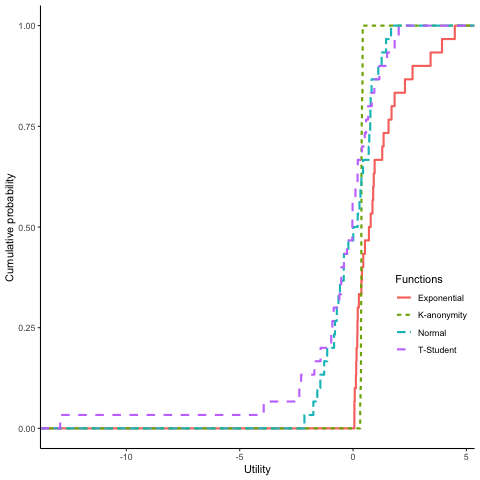 1.00
0.75
0.50
0.25
0.00
Cumulative probability
-10
-5
0
5
Utility
Functions
Exponential
K-anonymity
Normal
T-Student